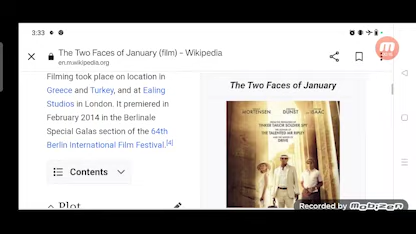 3:33
The Two Faces of January (film) – Wikipedia
en.m.wikipedia.org
Filming took place on location in
Greece and Turkey, and at Ealing
Studios in London. It premiered in
February 2014 in the Berlinale
Special Galas section of the 64th
Berlin International Film Festival.[4]
Contents
Plot
The Two Faces of January
MORTENSEN DUNST ISAAC
Recorded by Mobizen